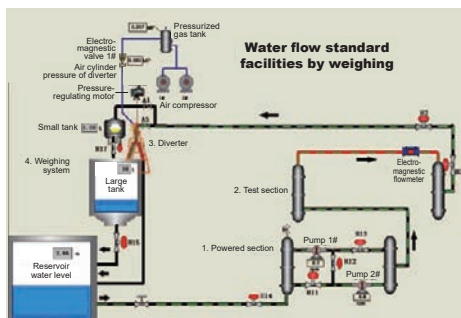 Pressurized
gas tank
Electro-
magnetic
valve 1#
Air cylinder
pressure of diverter
Water flow standard
facilities by weighing
Pressure-
regulating motor
Air compressor
A1
A5
Small tank
3. Diverter
4. Weighing
system
Large
tank
Electro-
magnetic
flowmeter
2. Test section
1. Powered section
Pump 1#
Pump 2#
Reservoir
water level